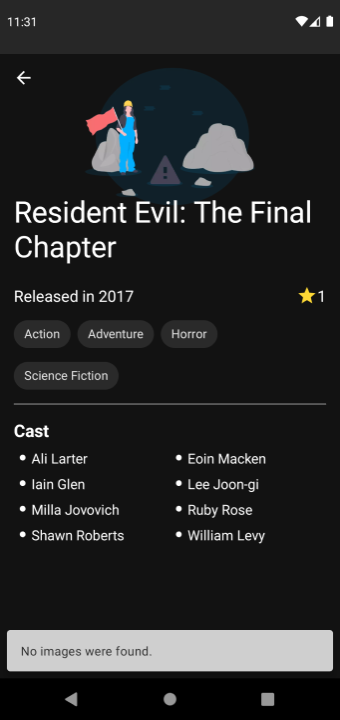 11:31
Resident Evil: The Final
Chapter
Released in 2017
1
Action
Adventure
Horror
Science Fiction
Cast
Ali Larter
Eoin Macken
Iain Glen
Lee Joon-gi
Milla Jovovich
Ruby Rose
Shawn Roberts
William Levy
No images were found.